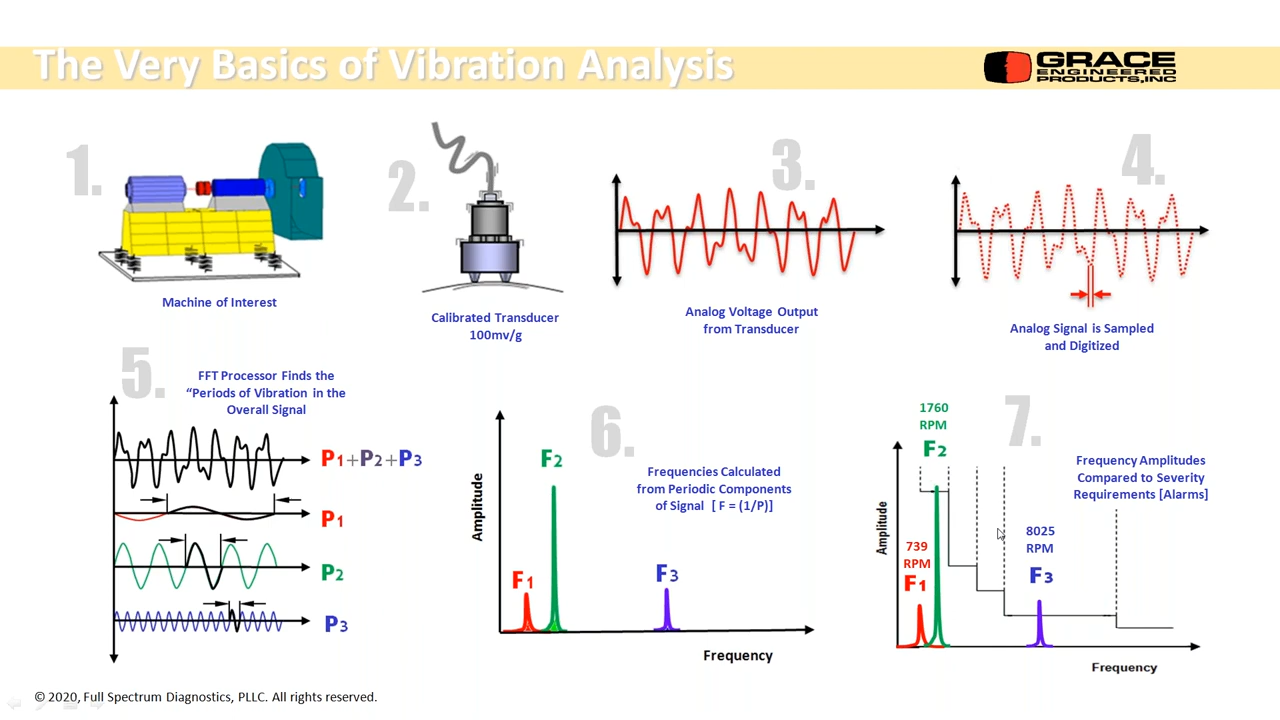 The Very Basics of Vibration Analysis
GRACE
ENGINEERED
PRODUCTS,INC
1.
Machine of Interest
2.
Calibrated Transducer
100mv/g
3.
Analog Voltage Output
from Transducer
4.
Analog Signal is Sampled
and Digitized
5.
FFT Processor Finds the
“Periods of Vibration in the
Overall Signal
P1+P2+P3
P1
P2
P3
6.
Frequencies Calculated
from Periodic Components
of Signal [ F = (1/P)]
Amplitude
F1
F2
F3
Frequency
7.
Frequency Amplitudes
Compared to Severity
Requirements [Alarms]
Amplitude
1760
RPM
F2
739
RPM
F1
8025
RPM
F3
Frequency
© 2020, Full Spectrum Diagnostics, PLLC. All rights reserved.